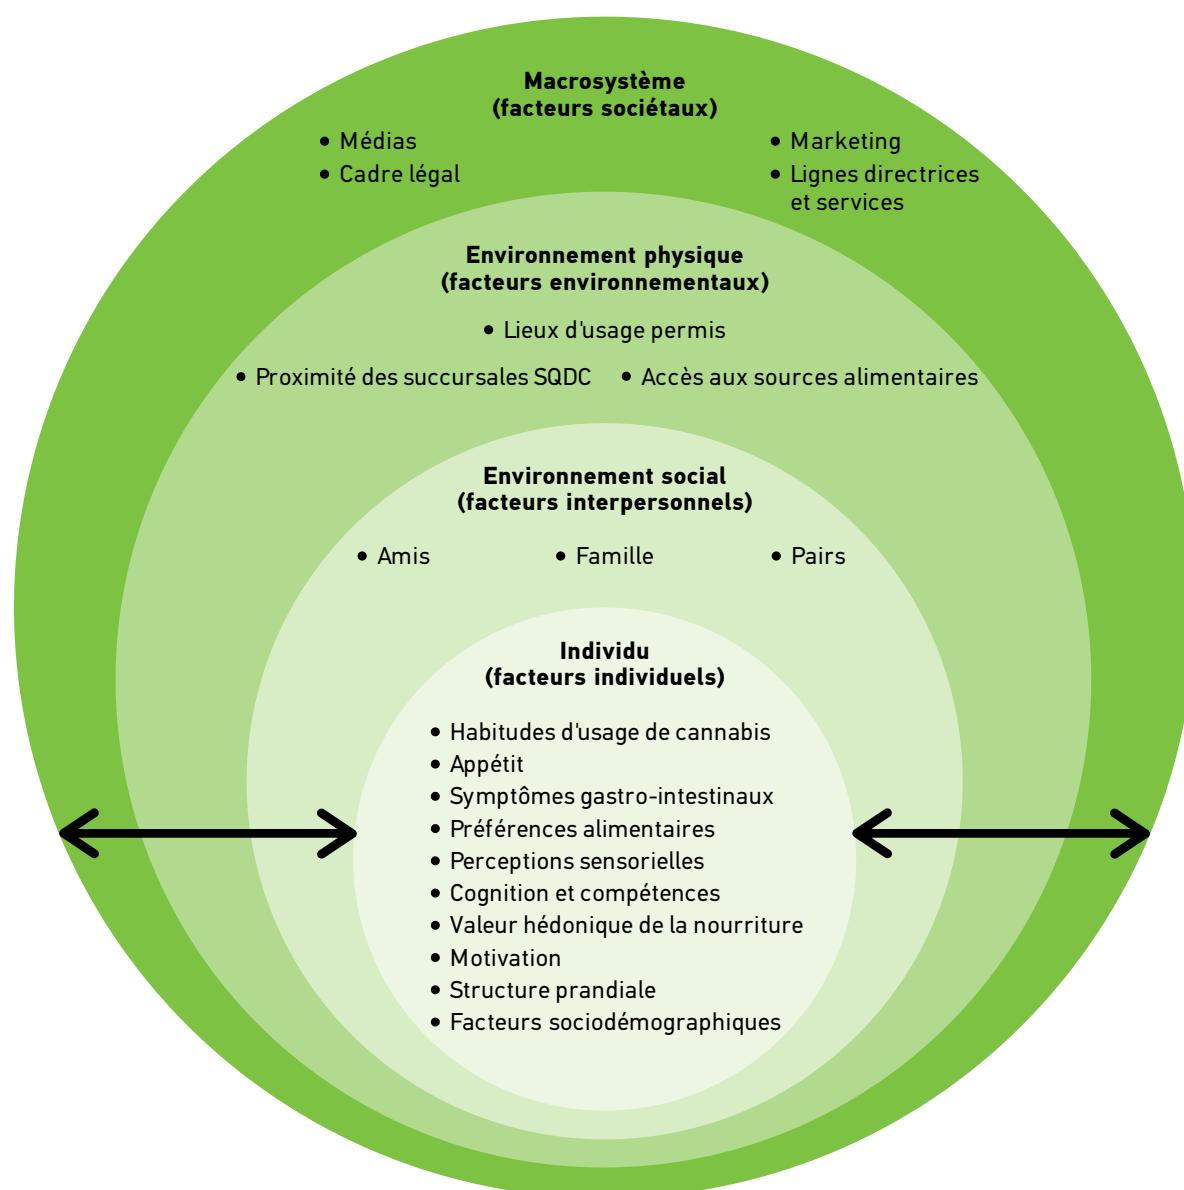 Macrosystème
(facteurs sociétaux)
• Médias
• Cadre légal
• Marketing
• Lignes directrices
et services
Environnement physique
(facteurs environnementaux)
• Lieux d'usage permis
• Proximité des succursales SQDC • Accès aux sources alimentaires
Environnement social
(facteurs interpersonnels)
• Amis • Famille • Pairs
Individu
(facteurs individuels)
• Habitudes d'usage de cannabis
• Appétit
• Symptômes gastro-intestinaux
• Préférences alimentaires
• Perceptions sensorielles
• Cognition et compétences
• Valeur hédonique de la nourriture
• Motivation
• Structure prandiale
• Facteurs sociodémographiques